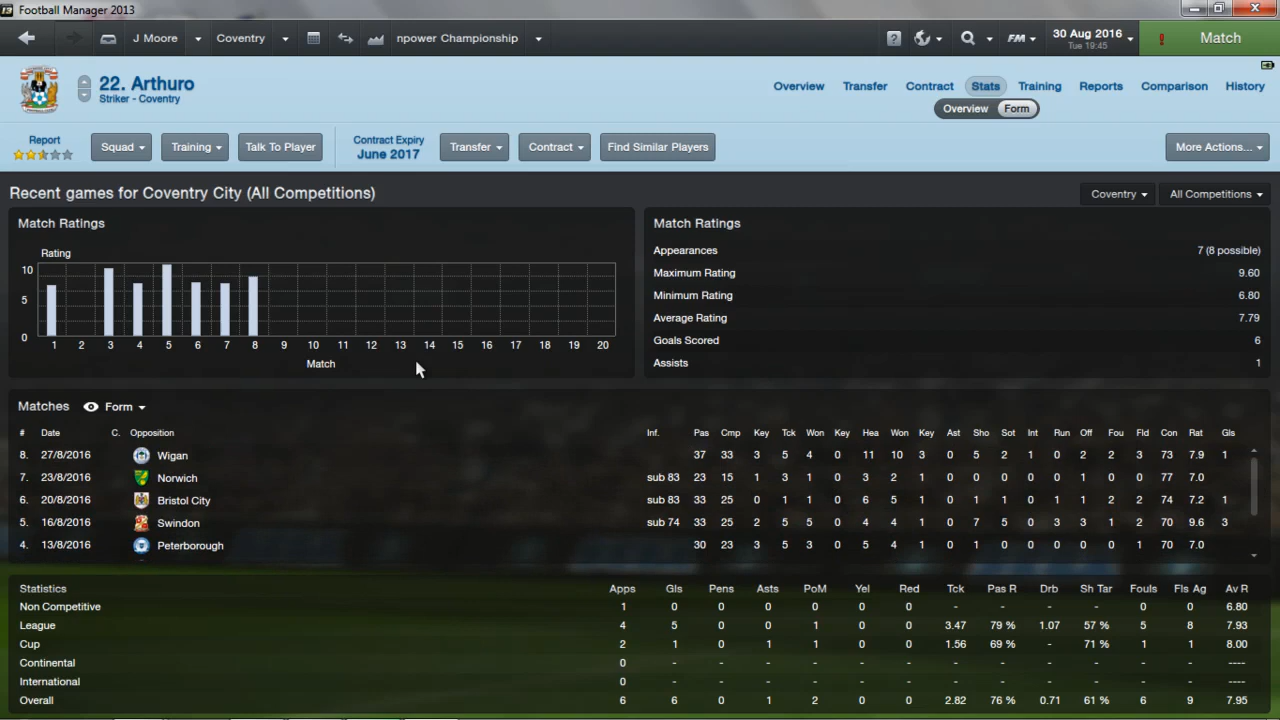 Football Manager 2013
J Moore Coventry npower Championship ? FM 30 Aug 2016 Tue 19:45 ! Match
22. Arthuro
Striker - Coventry
Overview Transfer Contract Stats Training Reports Comparison History
Overview Form
Report Squad Training Talk To Player Contract Expiry June 2017 Transfer Contract Find Similar Players More Actions...
Recent games for Coventry City (All Competitions) Coventry All Competitions
Match Ratings
Rating
10
5
0
1 2 3 4 5 6 7 8 9 10 11 12 13 14 15 16 17 18 19 20
Match
Match Ratings
Appearances 7 (8 possible)
Maximum Rating 9.60
Minimum Rating 6.80
Average Rating 7.79
Goals Scored 6
Assists 1
Matches Form
# Date C. Opposition Inf. Pas Cmp Key Tck Won Key Hea Won Key Ast Sho Sot Int Run Off Fou Fld Con Rat Gls
8. 27/8/2016 Wigan 37 33 3 5 4 0 11 10 3 0 5 2 1 0 2 2 3 73 7.9 1
7. 23/8/2016 Norwich sub 83 23 15 1 3 1 0 3 2 1 0 0 0 0 0 1 0 0 77 7.0
6. 20/8/2016 Bristol City sub 83 33 25 0 1 1 0 6 5 1 0 1 1 0 1 0 1 2 74 7.2 1
5. 16/8/2016 Swindon sub 74 33 25 2 5 5 0 4 4 1 0 7 5 0 3 3 1 2 70 9.6 3
4. 13/8/2016 Peterborough 30 23 3 5 3 0 5 4 1 0 1 0 0 0 0 0 1 70 7.0
Statistics Apps Gls Pens Asts PoM Yel Red Tck Pas R Drb Sh Tar Fouls Fls Ag Av R
Non Competitive 1 0 0 0 0 0 0 - - - - 0 0 6.80
League 4 5 0 0 1 0 0 3.47 79 % 1.07 57 % 5 8 7.93
Cup 2 1 0 1 1 0 0 1.56 69 % - 71 % 1 1 8.00
Continental 0 - - - - - - - - - - - - ----
International 0 - - - - - - - - - - - - ----
Overall 6 6 0 1 2 0 0 2.82 76 % 0.71 61 % 6 9 7.95